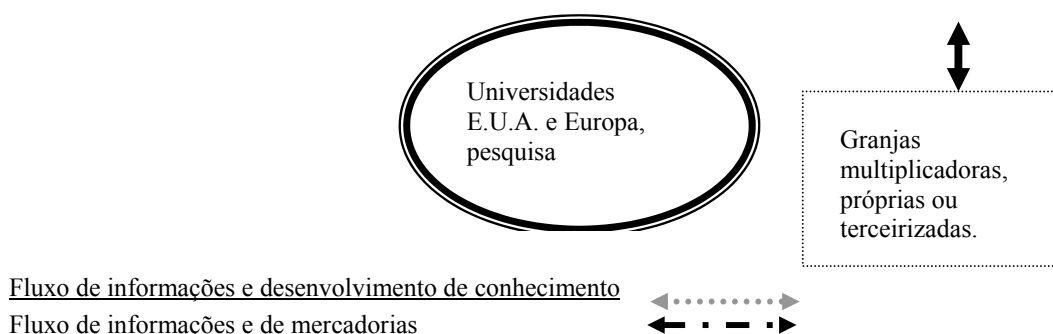 Universidades
E.U.A. e Europa,
pesquisa
Granjas
multiplicadoras,
próprias ou
terceirizadas.
Fluxo de informações e desenvolvimento de conhecimento
Fluxo de informações e de mercadorias